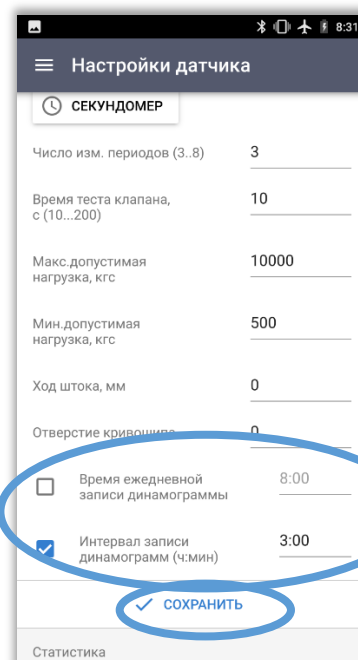 8:31
Настройки датчика
СЕКУНДОМЕР
Число изм. периодов (3..8) 3
Время теста клапана, 10
с (10...200)
Макс.допустимая 10000
нагрузка, кгс
Мин.допустимая 500
нагрузка, кгс
Ход штока, мм 0
Отверстие кривошипа 0
Время ежедневной 8:00
записи динамограммы
Интервал записи 3:00
динамограмм (ч:мин)
СОХРАНИТЬ
Статистика